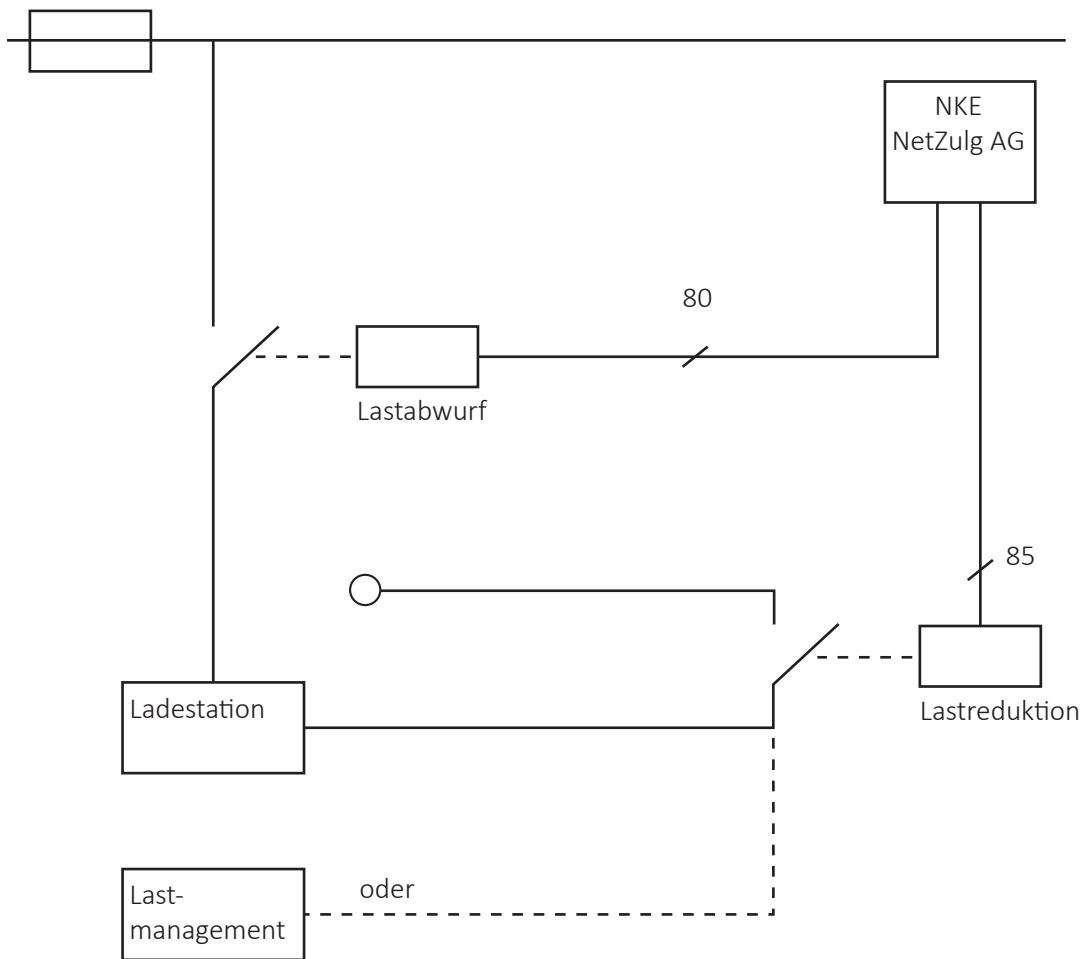 NKE
NetZulg AG
80
Lastabwurf
85
Ladestation
Lastreduktion
Last-
management
oder